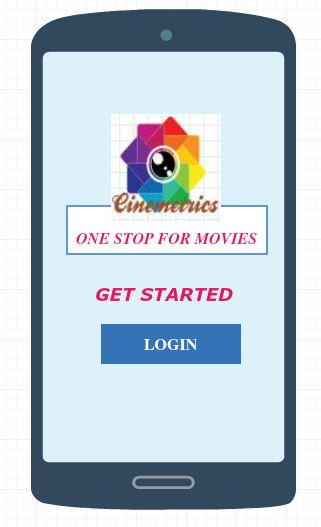 Cinemetrics
ONE STOP FOR MOVIES
GET STARTED
LOGIN